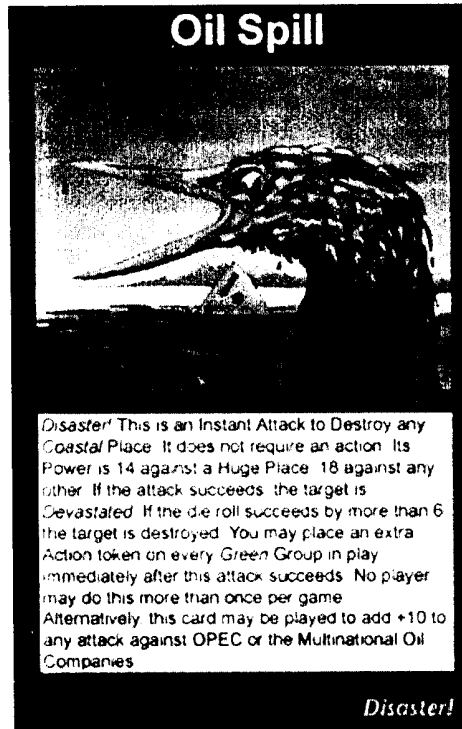 Oil Spill
Disaster! This is an Instant Attack to Destroy any
Coastal Place. It does not require an action. Its
Power is 14 against a Huge Place, 18 against any
other. If the attack succeeds, the target is
Devastated. If the die roll succeeds by more than 6
the target is destroyed. You may place an extra
Action token on every Green Group in play
immediately after this attack succeeds. No player
may do this more than once per game.
Alternatively, this card may be played to add +10 to
any attack against OPEC or the Multinational Oil
Companies
Disaster!